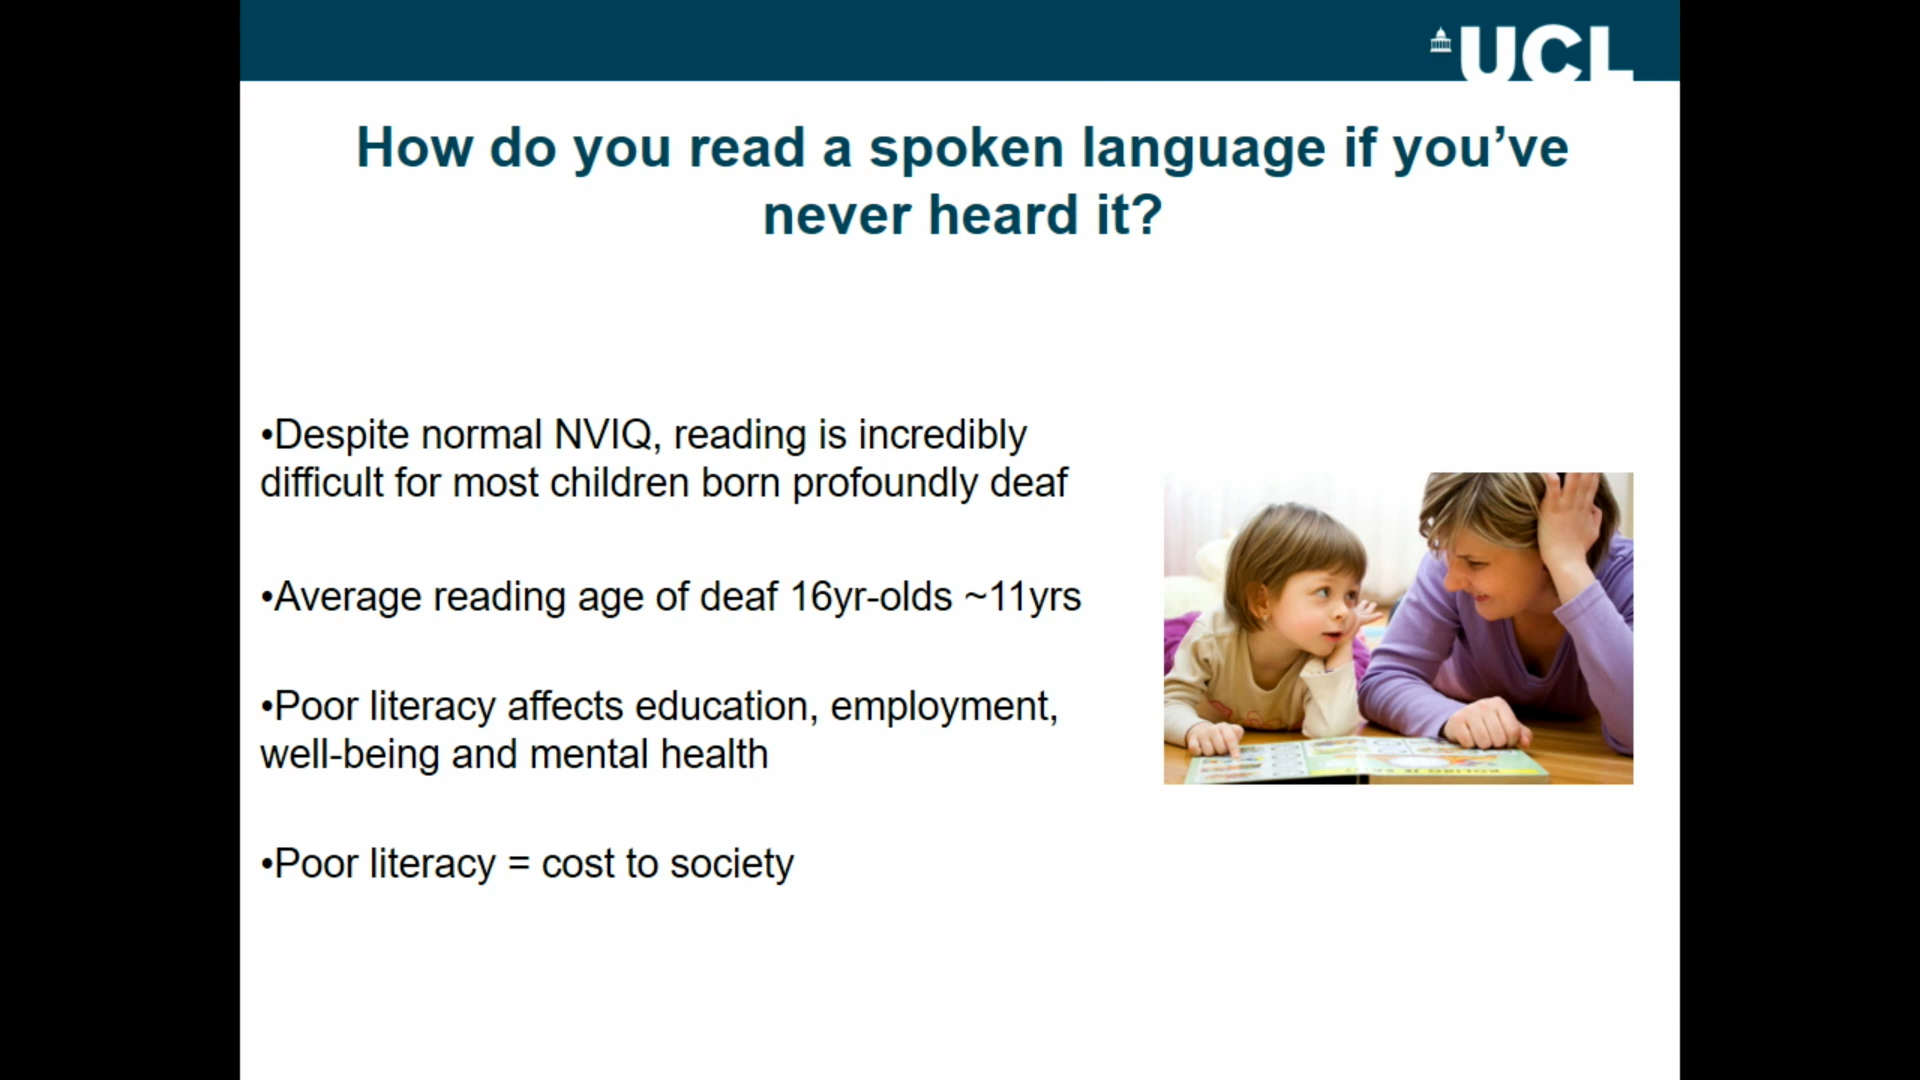 UCL
How do you read a spoken language if you’ve
never heard it?
•Despite normal NVIQ, reading is incredibly
difficult for most children born profoundly deaf
•Average reading age of deaf 16yr-olds ~11yrs
•Poor literacy affects education, employment,
well-being and mental health
•Poor literacy = cost to society